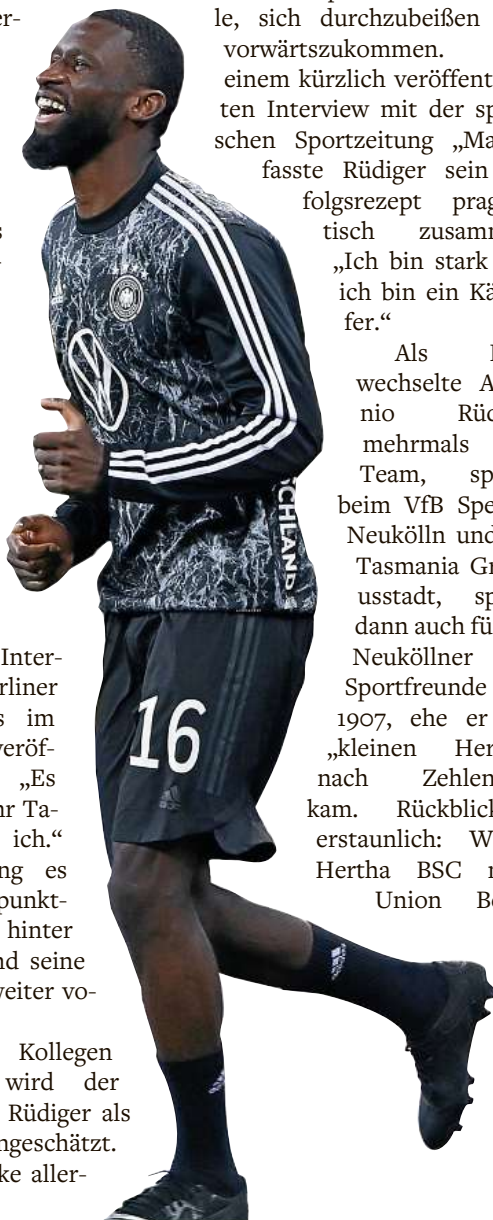 le, sich durchzubeißen
vorwärtszukommen.
einem kürzlich veröffent
ten Interview mit der sp
schen Sportzeitung „Ma
fasste Rüdiger sein
folgsrezept prag
tisch zusamm
„Ich bin stark
ich bin ein Kä
fer.“
Als
wechselte A
nio Rüd
mehrmals
Team, sp
beim VfB Spe
Neukölln und
Tasmania Gr
usstadt, sp
dann auch fü
Neuköllner
Sportfreunde
1907, ehe er
„kleinen Her
nach Zehlen
kam. Rückblick
erstaunlich: W
Hertha BSC n
Union Be
er-
s
Inter-
rliner
s im
veröf-
„Es
hr Ta-
ich.“
ng es
punkt-
hinter
nd seine
weiter vo-
Kollegen
wird der
Rüdiger als
ngeschätzt.
ke aller-
CHLAND
16